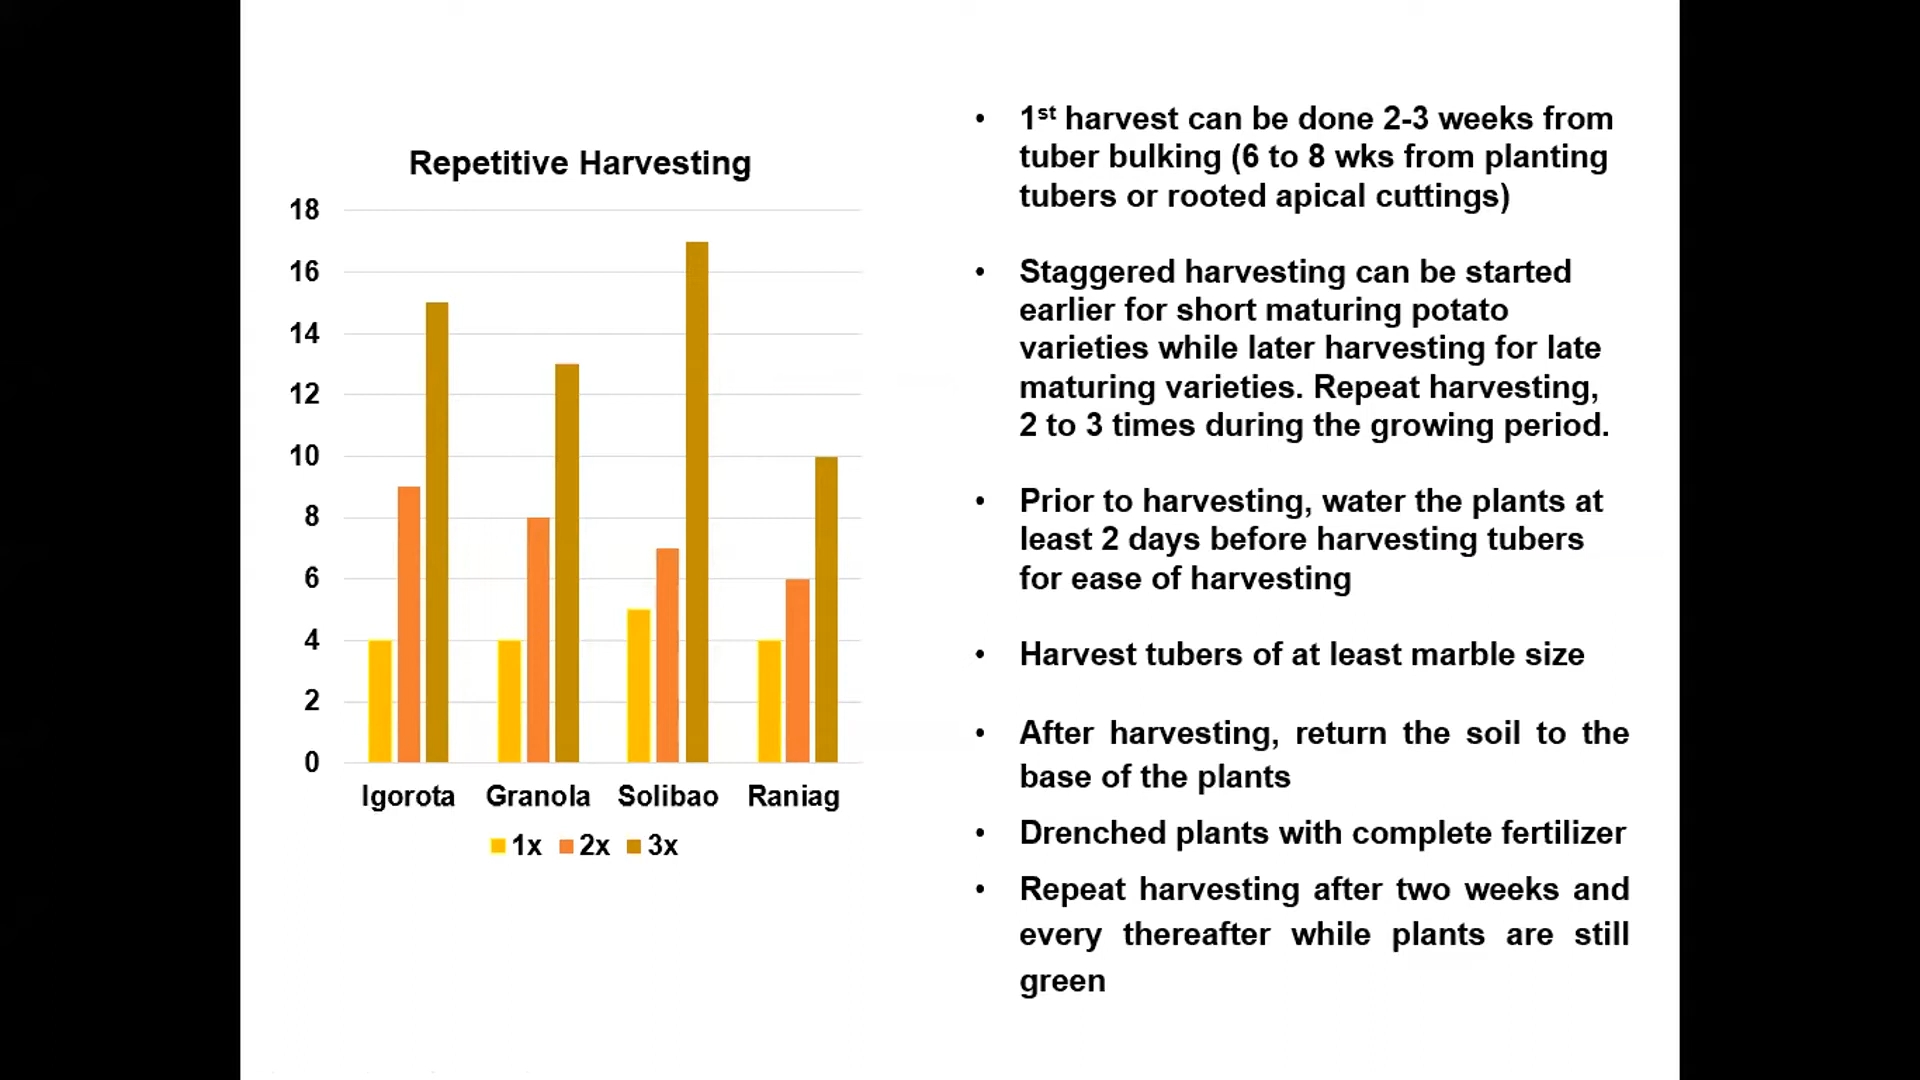 Repetitive Harvesting
18
16
14
12
10
8
6
4
2
0
Igorota Granola Solibao Raniag
1x 2x 3x
• 1st harvest can be done 2-3 weeks from
tuber bulking (6 to 8 wks from planting
tubers or rooted apical cuttings)
• Staggered harvesting can be started
earlier for short maturing potato
varieties while later harvesting for late
maturing varieties. Repeat harvesting,
2 to 3 times during the growing period.
• Prior to harvesting, water the plants at
least 2 days before harvesting tubers
for ease of harvesting
• Harvest tubers of at least marble size
• After harvesting, return the soil to the
base of the plants
• Drenched plants with complete fertilizer
• Repeat harvesting after two weeks and
every thereafter while plants are still
green